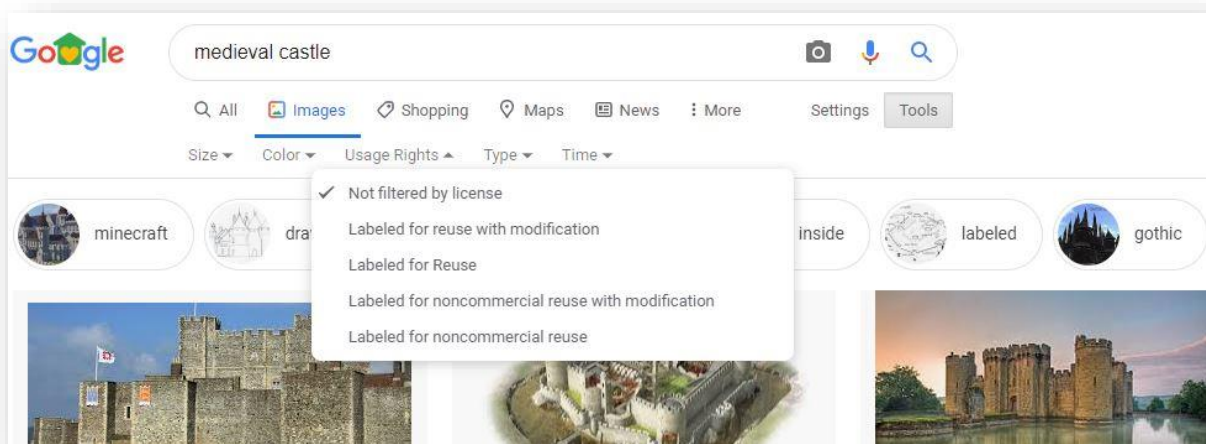 Google
medieval castle
All Images Shopping Maps News More Settings Tools
Size Color Usage Rights Type Time
Not filtered by license
Labeled for reuse with modification
Labeled for Reuse
Labeled for noncommercial reuse with modification
Labeled for noncommercial reuse
minecraft inside labeled gothic